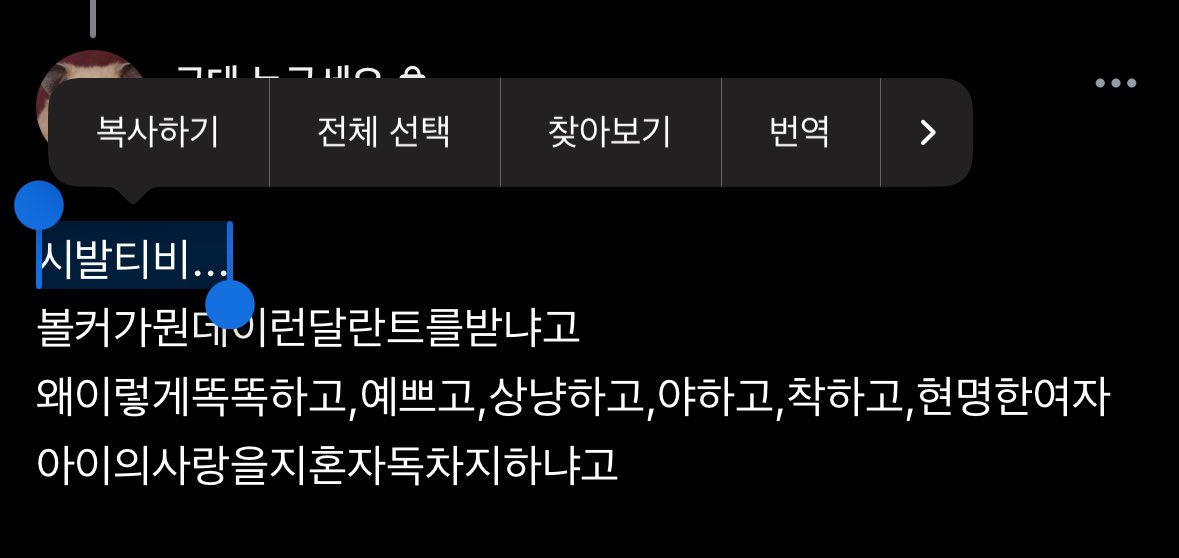 복사하기 전체 선택 찾아보기 번역
시발티비...
볼커가뭔데이런달란트를받냐고
왜이렇게똑똑하고,예쁘고,상냥하고,야하고,착하고,현명한여자
아이의사랑을지혼자독차지하냐고